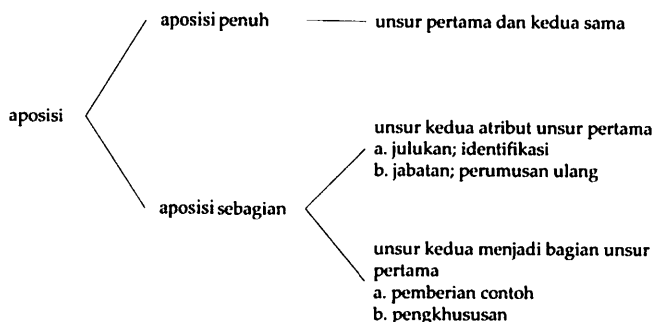 aposisi penuh
unsur pertama dan kedua sama
aposisi
unsur kedua atribut unsur pertama
a. julukan; identifikasi
b. jabatan; perumusan ulang
aposisi sebagian
unsur kedua menjadi bagian unsur
pertama
a. pemberian contoh
b. pengkhususan